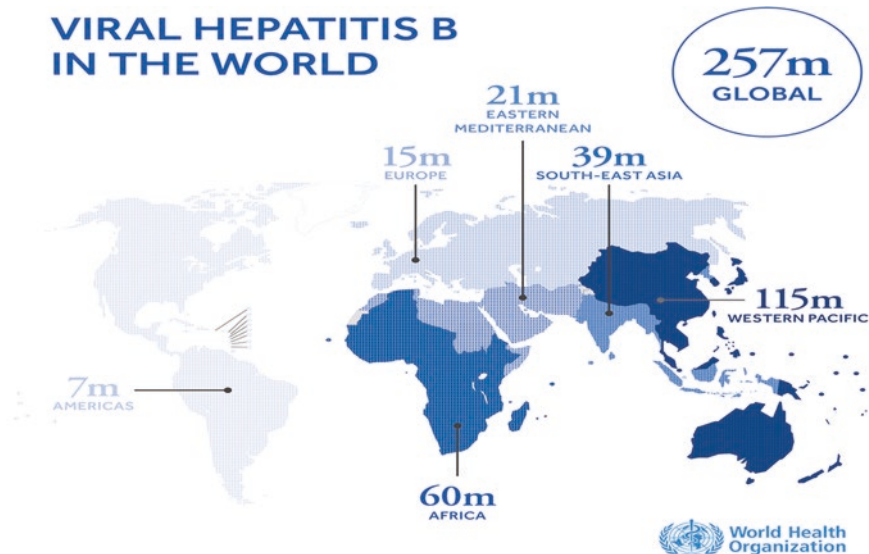 VIRAL HEPATITIS B
IN THE WORLD
257m
GLOBAL
21m
EASTERN
MEDITERRANEAN
15m
EUROPE
39m
SOUTH-EAST ASIA
115m
WESTERN PACIFIC
7m
AMERICAS
60m
AFRICA
World Health
Organization